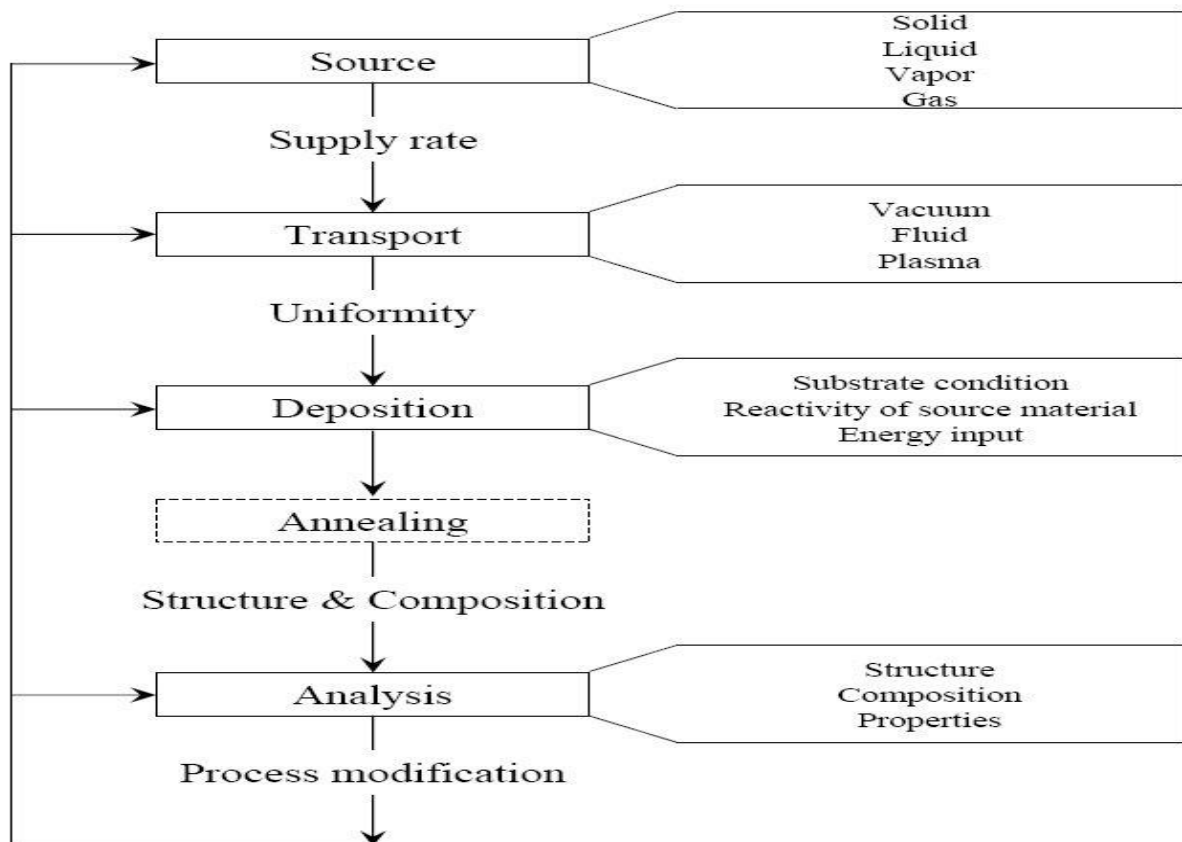 Source
Solid
Liquid
Vapor
Gas
Supply rate
Transport
Vacuum
Fluid
Plasma
Uniformity
Deposition
Substrate condition
Reactivity of source material
Energy input
Annealing
Structure & Composition
Analysis
Structure
Composition
Properties
Process modification